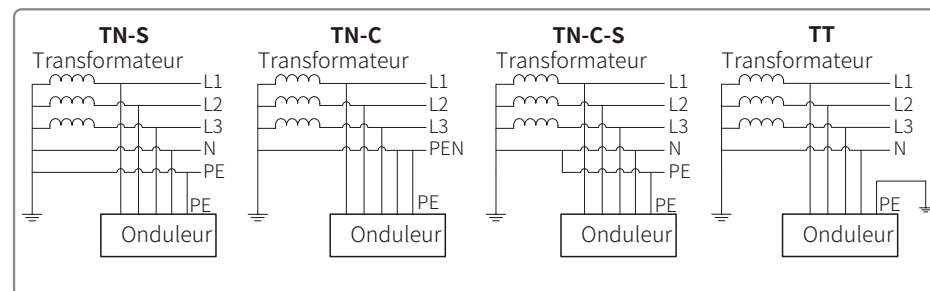 TN-S
Transformateur
L1
L2
L3
N
PE
PE
Onduleur
TN-C
Transformateur
L1
L2
L3
PEN
PE
Onduleur
TN-C-S
Transformateur
L1
L2
L3
N
PE
PE
Onduleur
TT
Transformateur
L1
L2
L3
N
PE
Onduleur